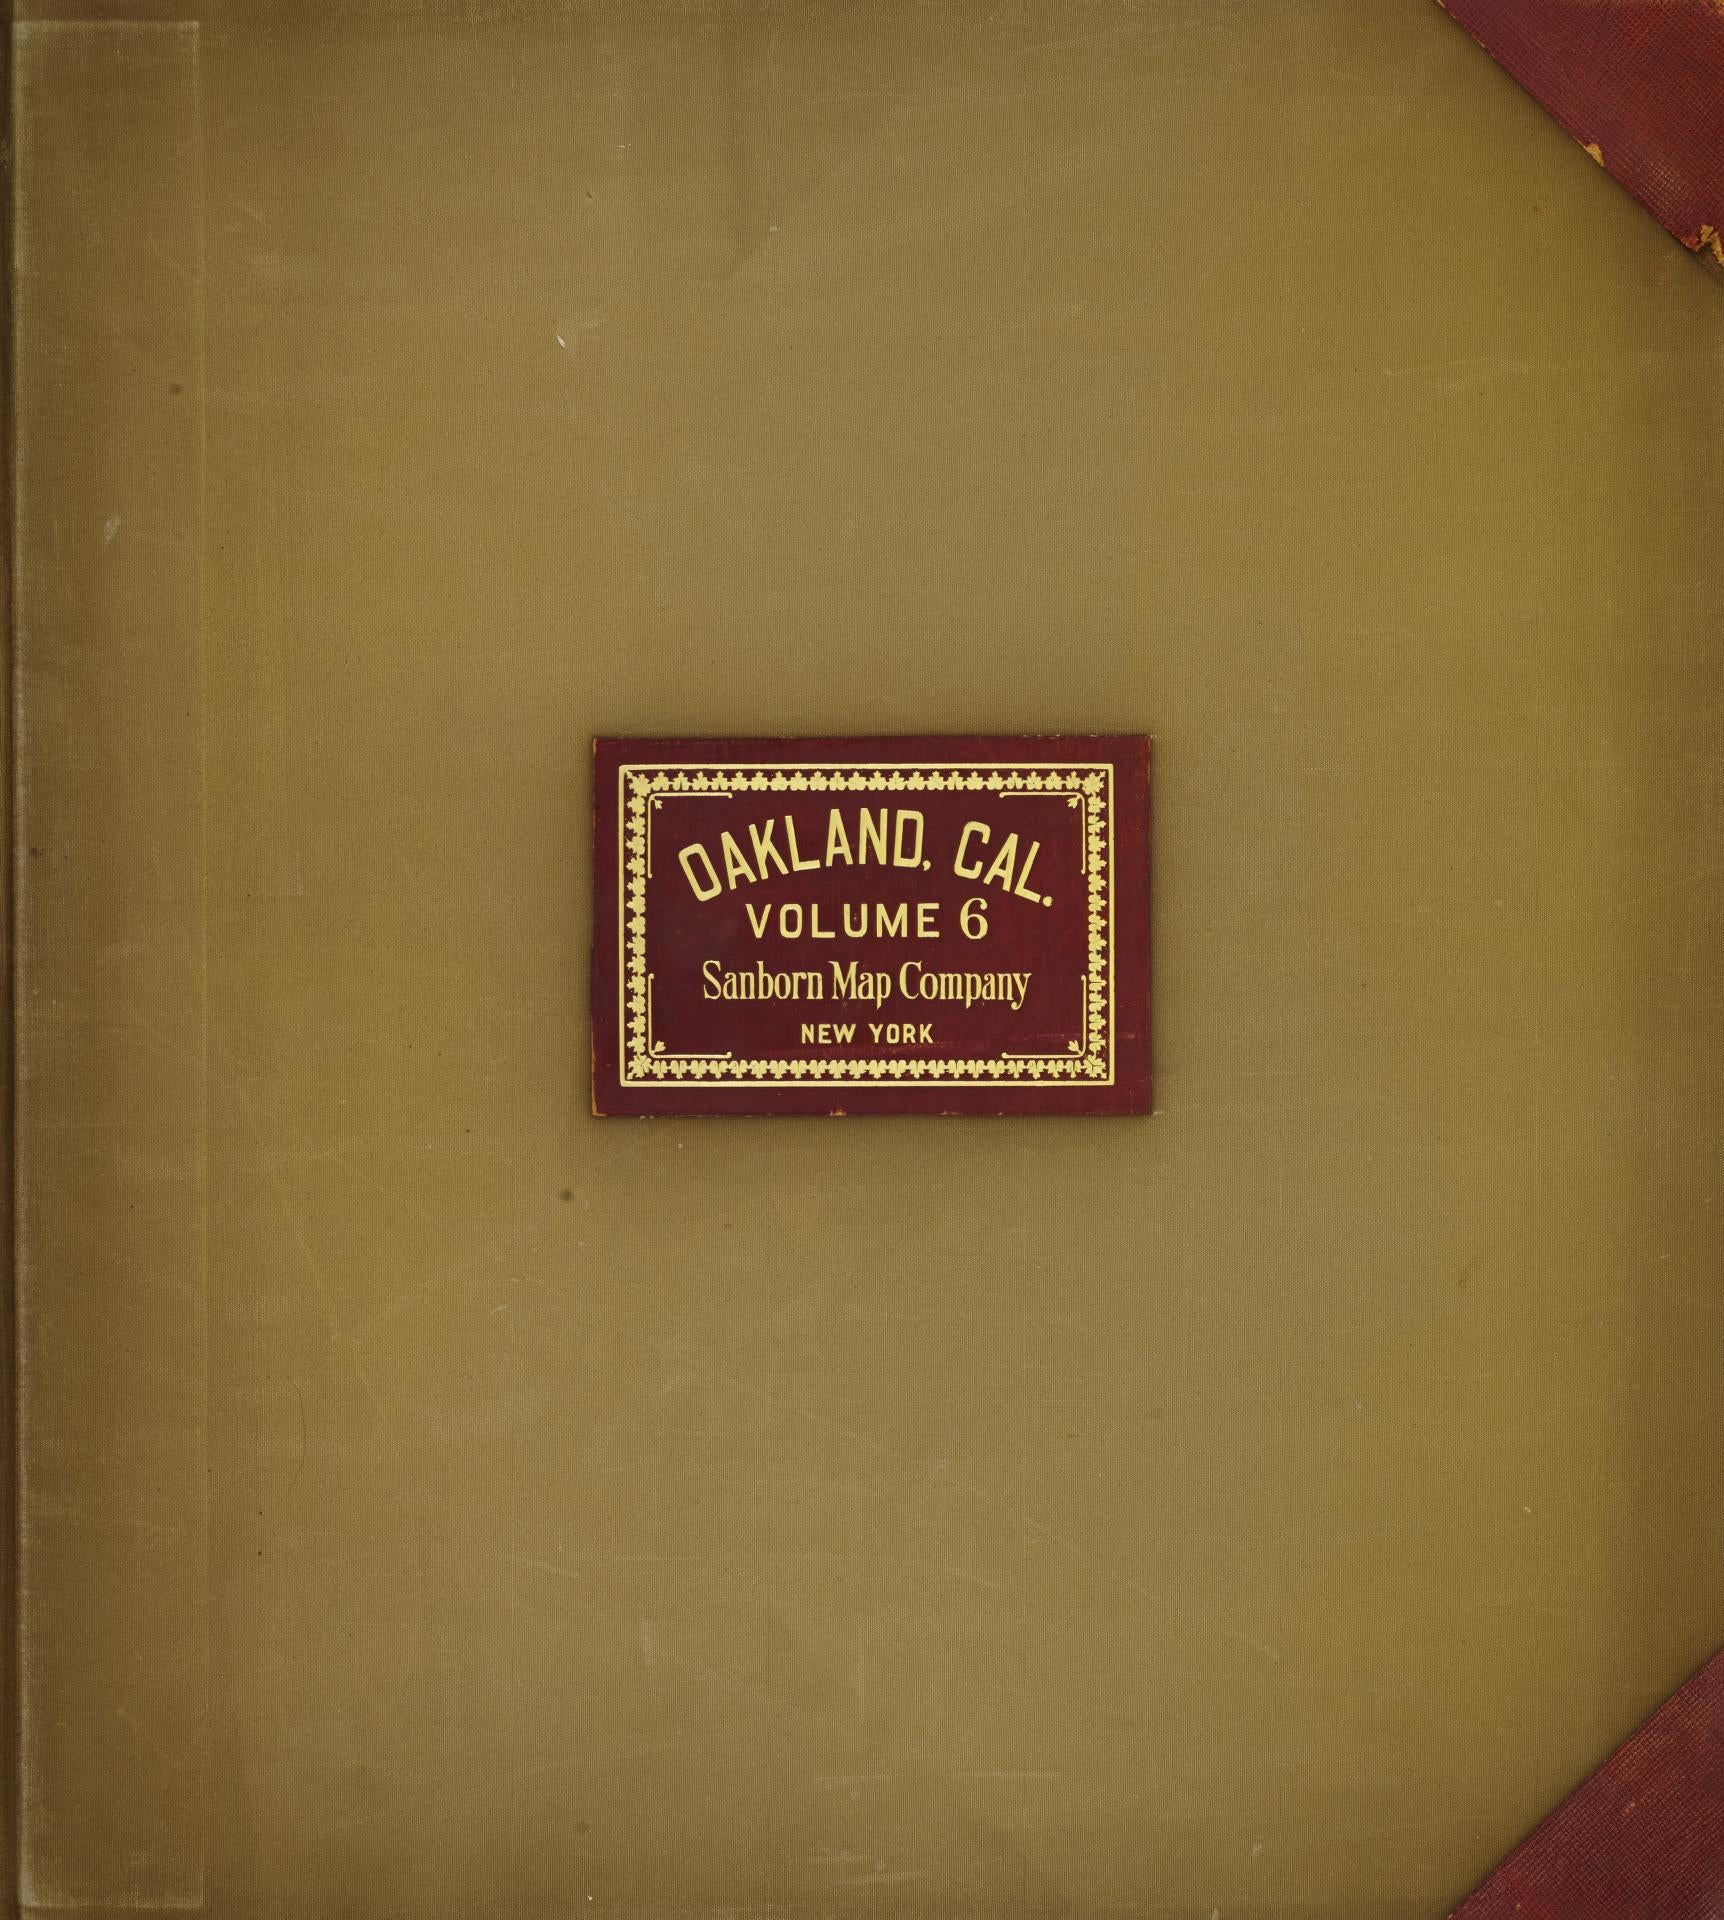 OAKLAND, CAL.
VOLUME 6
Sanborn Map Company
NEW YORK